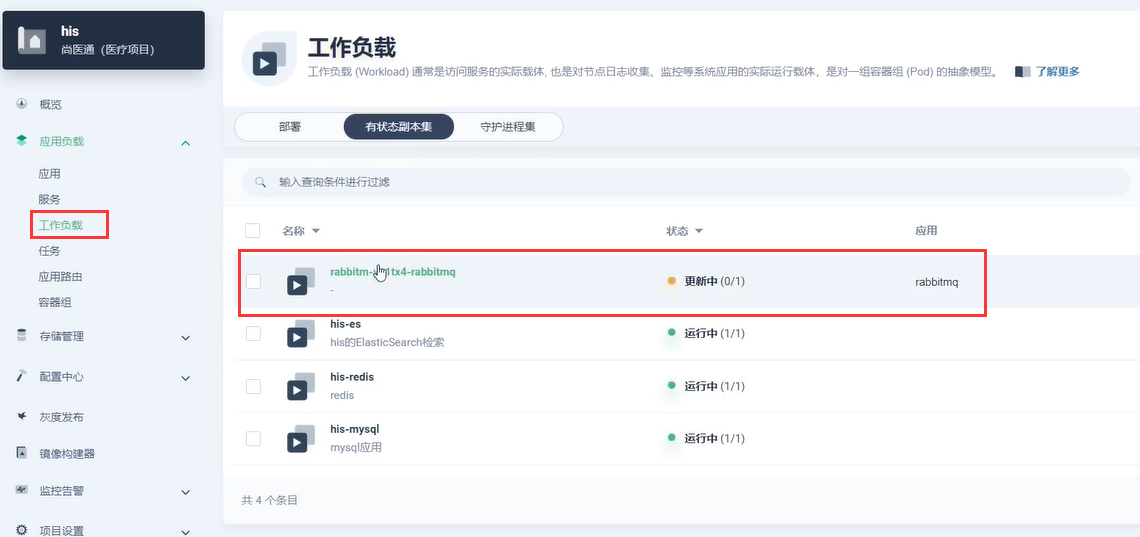 his
尚医通（医疗项目）
概览
应用负载
应用
服务
工作负载
任务
应用路由
容器组
存储管理
配置中心
灰度发布
镜像构建器
监控告警
项目设置
工作负载
工作负载 (Workload) 通常是访问服务的实际载体, 也是对节点日志收集、监控等系统应用的实际运行载体，是对一组容器组 (Pod) 的抽象模型。 了解更多
部署 有状态副本集 守护进程集
输入查询条件进行过滤
名称 状态 应用
更新中 (0/1) rabbitmq
-
his-es
his的ElasticSearch检索 运行中 (1/1)
his-redis
redis 运行中 (1/1)
his-mysql
mysql应用 运行中 (1/1)
共 4 个条目